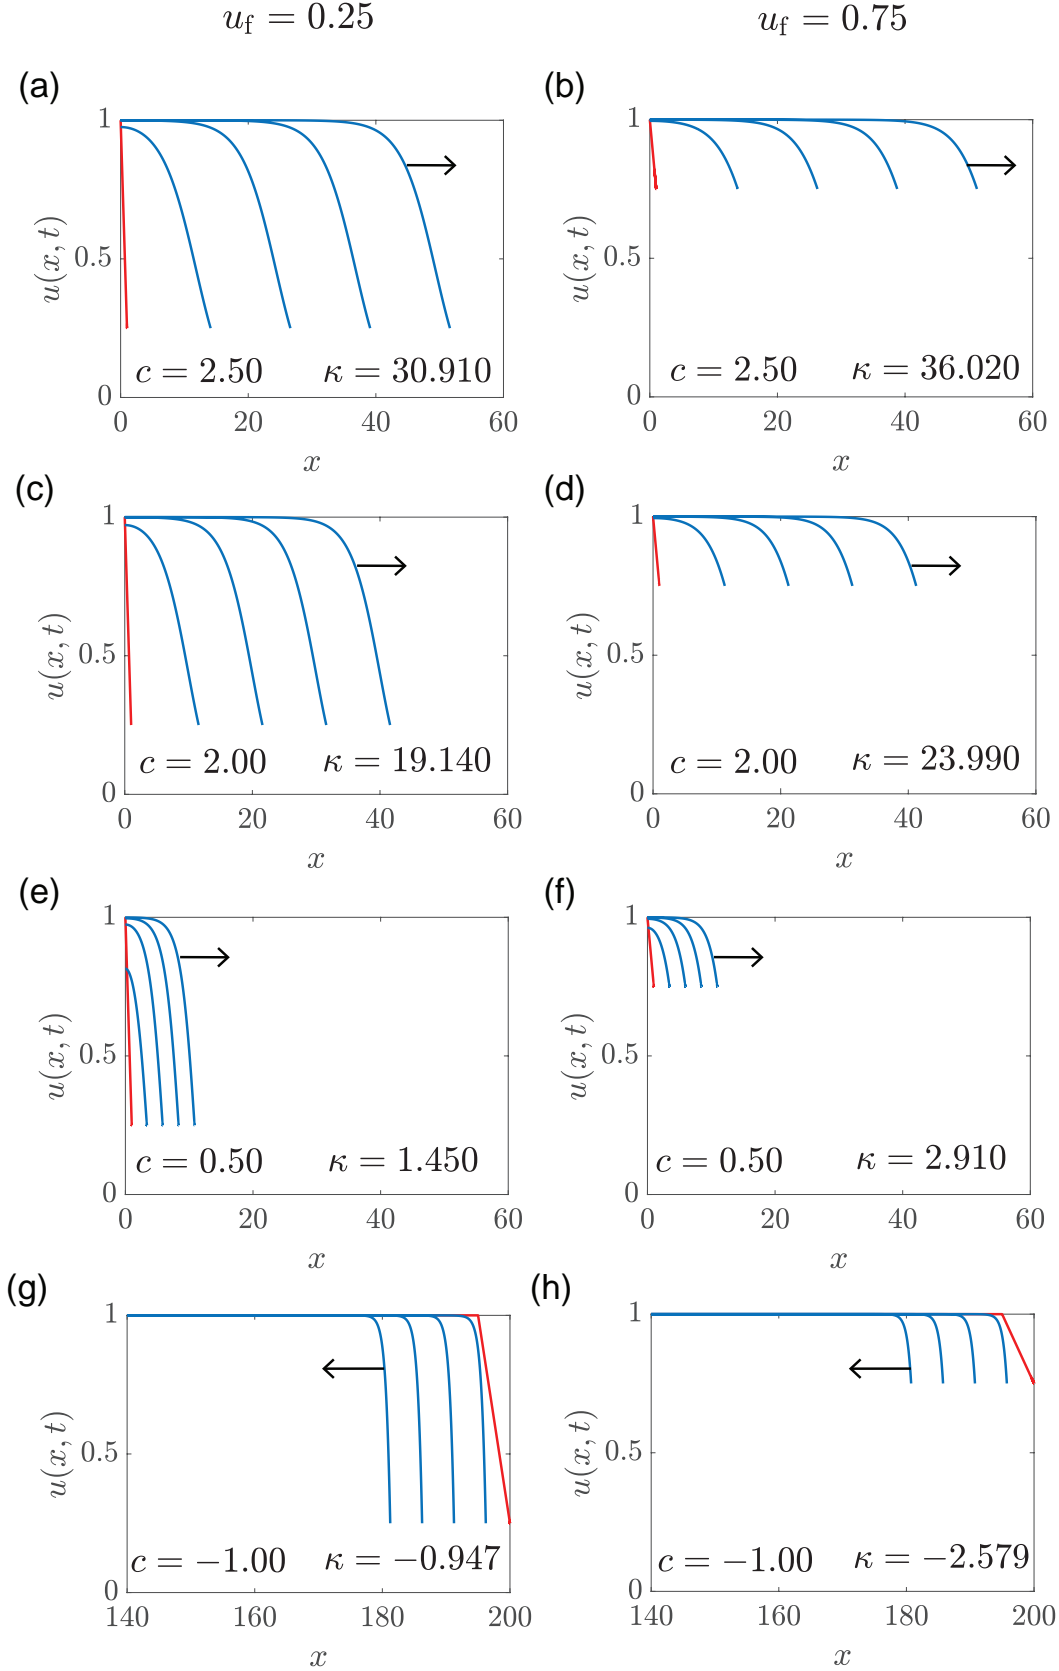 u_f = 0.25 u_f = 0.75
(a) (b)
1 1
u(x, t) 0.5 u(x, t) 0.5
c = 2.50 κ = 30.910 c = 2.50 κ = 36.020
0 0
0 20 40 60 0 20 40 60
x x
(c) (d)
1 1
u(x, t) 0.5 u(x, t) 0.5
c = 2.00 κ = 19.140 c = 2.00 κ = 23.990
0 0
0 20 40 60 0 20 40 60
x x
(e) (f)
1 1
u(x, t) 0.5 u(x, t) 0.5
c = 0.50 κ = 1.450 c = 0.50 κ = 2.910
0 0
0 20 40 60 0 20 40 60
x x
(g) (h)
1 1
u(x, t) 0.5 u(x, t) 0.5
c = −1.00 κ = −0.947 c = −1.00 κ = −2.579
0 0
140 160 180 200 140 160 180 200
x x